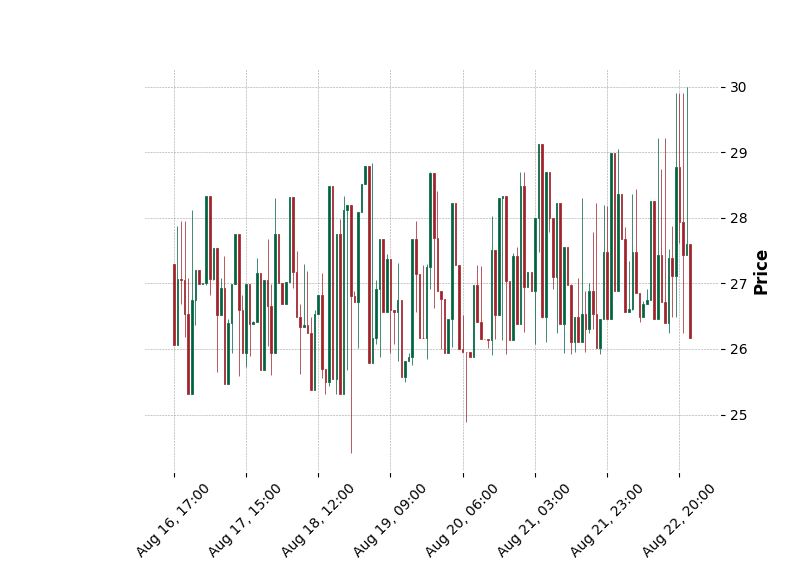 30
29
28
27
26
25
Price
Aug 16, 17:00
Aug 17, 15:00
Aug 18, 12:00
Aug 19, 09:00
Aug 20, 06:00
Aug 21, 03:00
Aug 21, 23:00
Aug 22, 20:00